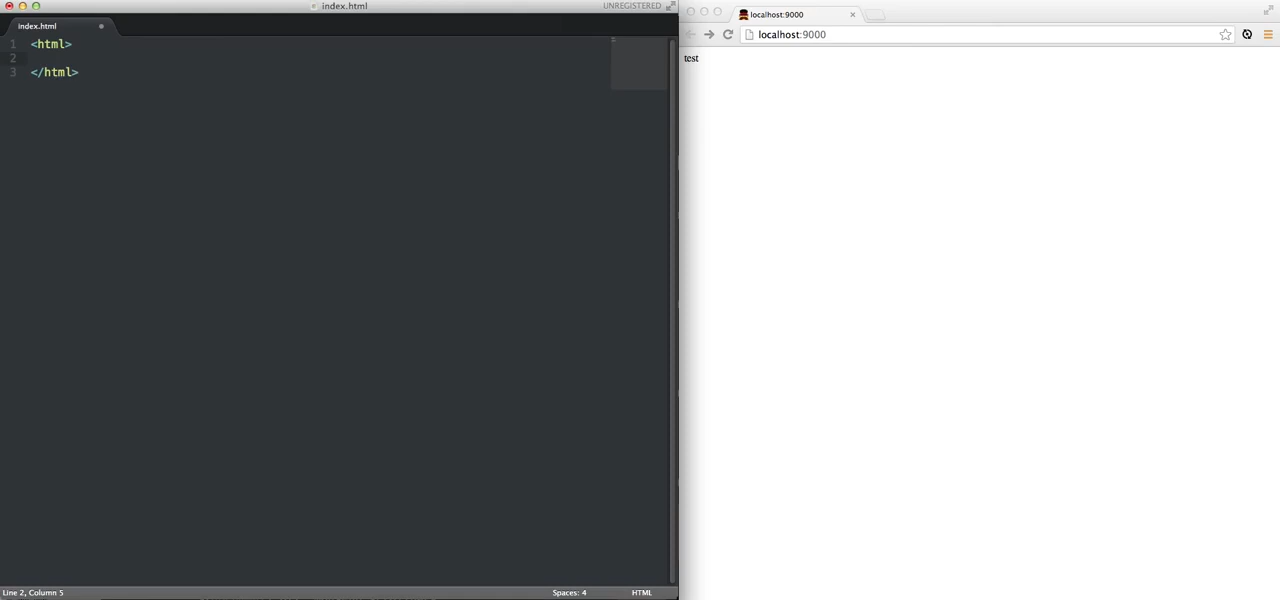 index.html
UNREGISTERED
index.html
1 <html>
2
3 </html>
Line 2, Column 5
Spaces: 4
HTML
localhost:9000
localhost:9000
test